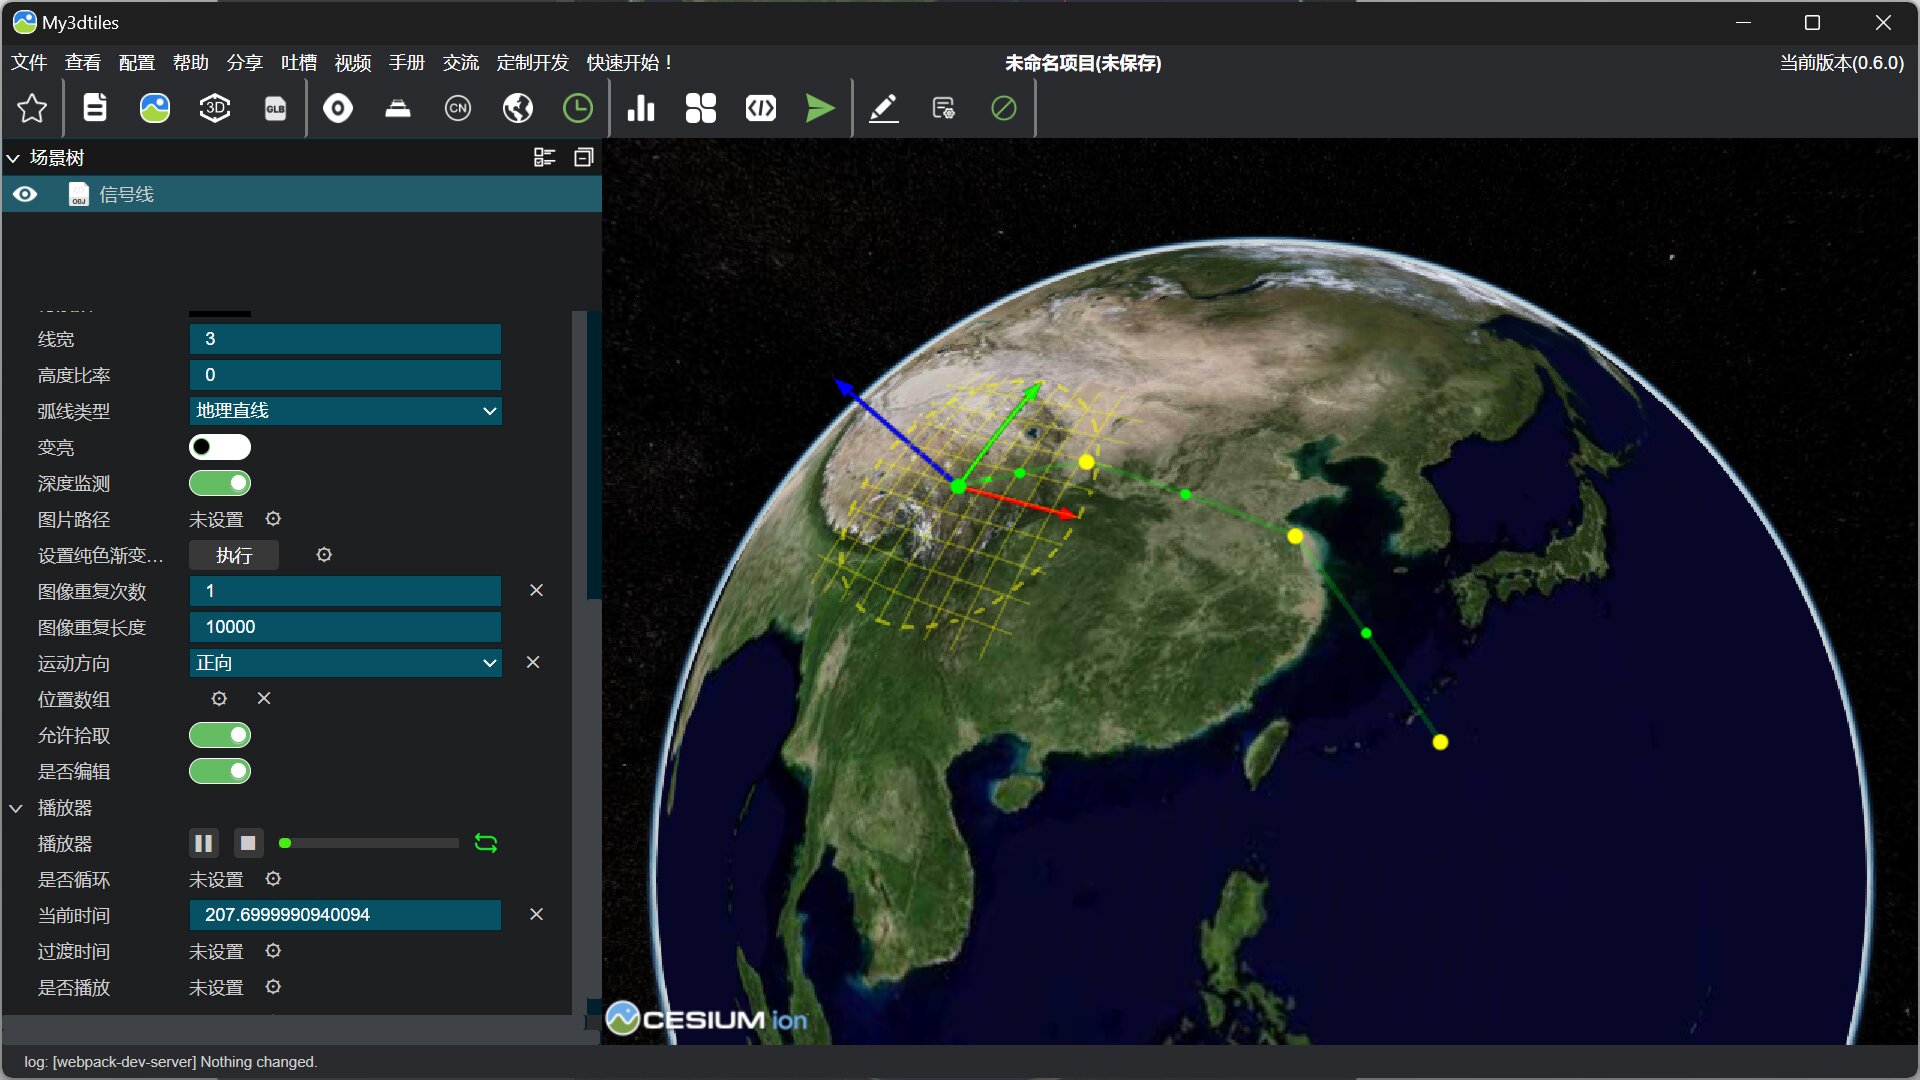 My3dtiles
文件 查看 配置 帮助 分享 吐槽 视频 手册 交流 定制开发 快速开始！ 未命名项目(未保存) 当前版本(0.6.0)
3D GLB CN
场景树
OBJ 信号线
线宽 3
高度比率 0
弧线类型 地理直线
变亮
深度监测
图片路径 未设置
设置纯色渐变... 执行
图像重复次数 1
图像重复长度 10000
运动方向 正向
位置数组
允许拾取
是否编辑
播放器
播放器
是否循环 未设置
当前时间 207.6999990940094
过渡时间 未设置
是否播放 未设置
CESIUM ion
log: [webpack-dev-server] Nothing changed.